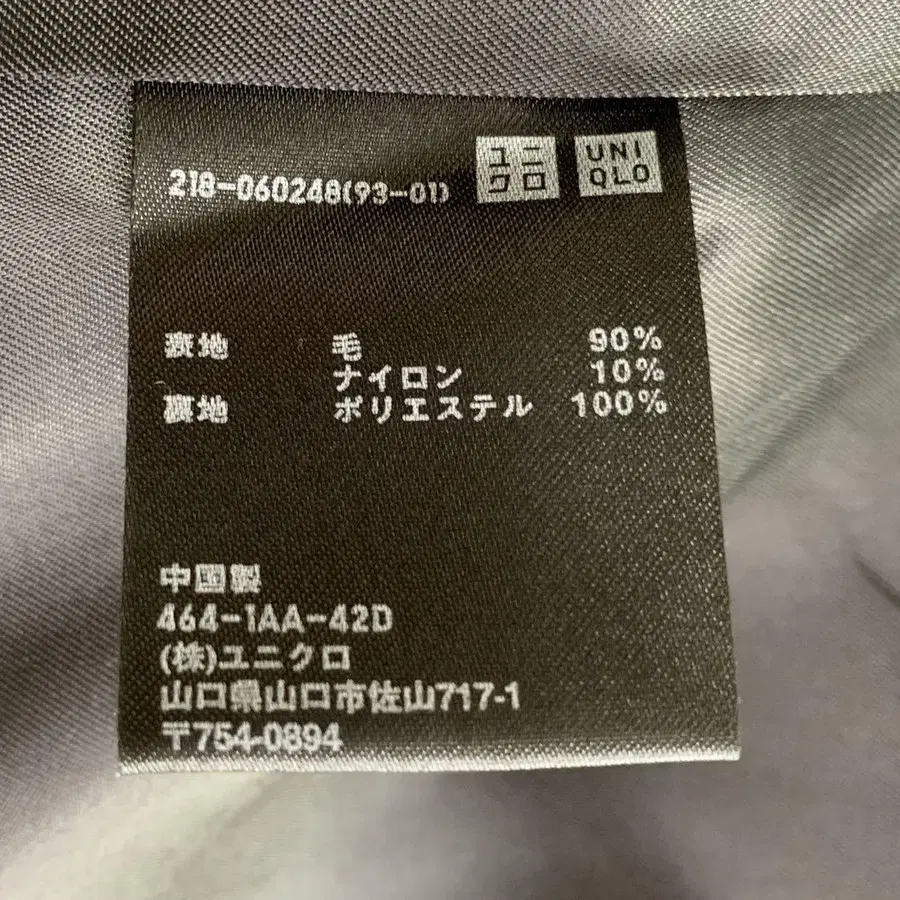 218-060248(93-01) ユニクロ UNIQLO
表地 毛 90%
ナイロン 10%
裏地 ポリエステル 100%
中国製
464-1AA-42D
(株)ユニクロ
山口県山口市佐山717-1
〒754-0894